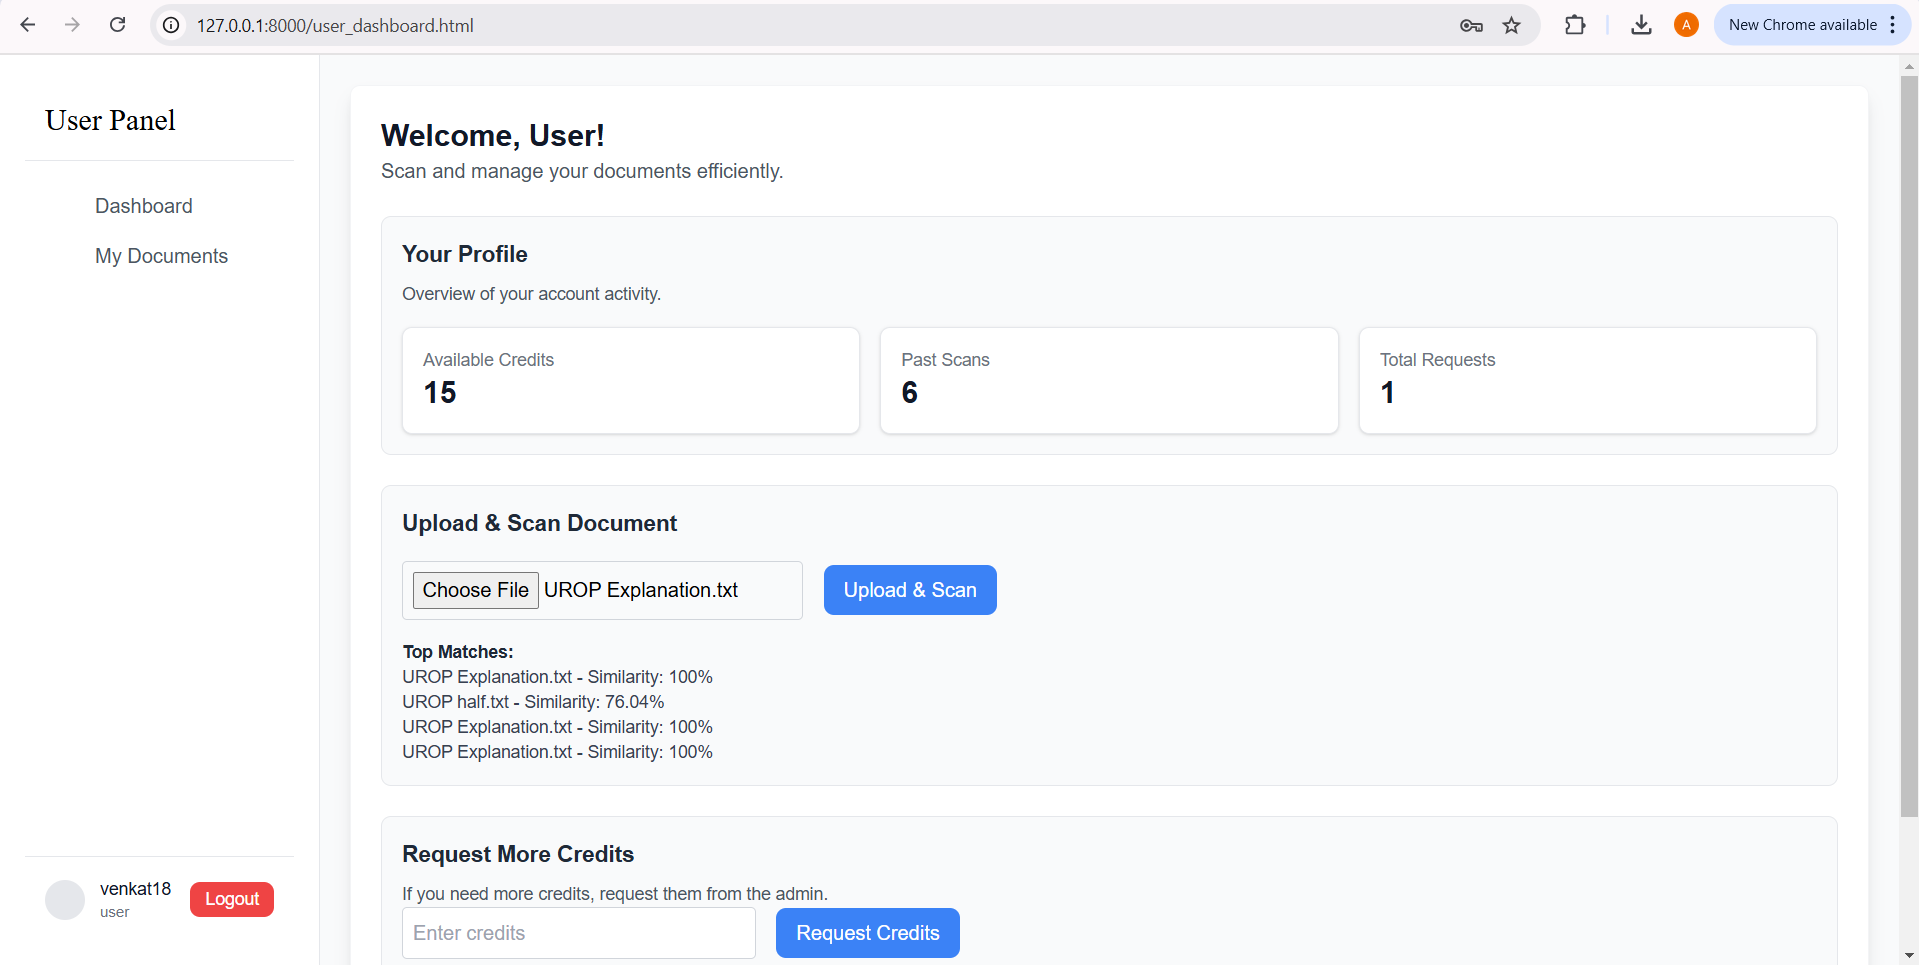 127.0.0.1:8000/user_dashboard.html
A
New Chrome available
User Panel
Dashboard
My Documents
venkat18
user
Logout
Welcome, User!
Scan and manage your documents efficiently.
Your Profile
Overview of your account activity.
Available Credits
15
Past Scans
6
Total Requests
1
Upload & Scan Document
Choose File UROP Explanation.txt
Upload & Scan
Top Matches:
UROP Explanation.txt - Similarity: 100%
UROP half.txt - Similarity: 76.04%
UROP Explanation.txt - Similarity: 100%
UROP Explanation.txt - Similarity: 100%
Request More Credits
If you need more credits, request them from the admin.
Enter credits
Request Credits